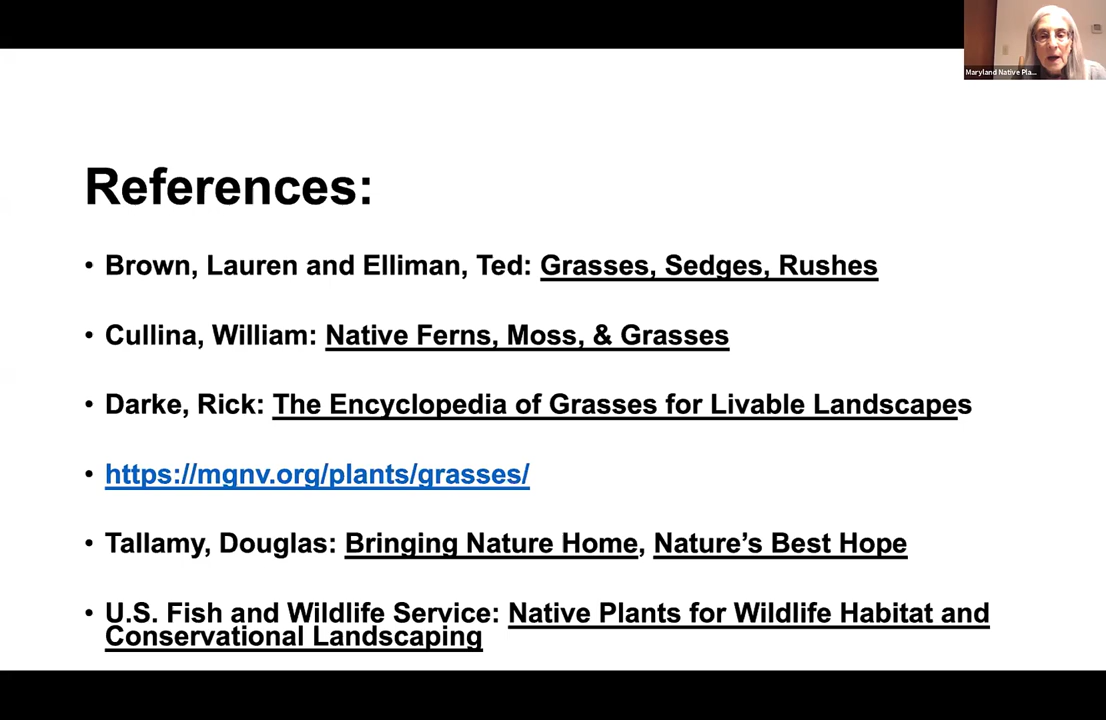 Maryland Native Pla...
References:
• Brown, Lauren and Elliman, Ted: Grasses, Sedges, Rushes
• Cullina, William: Native Ferns, Moss, & Grasses
• Darke, Rick: The Encyclopedia of Grasses for Livable Landscapes
• https://mgnv.org/plants/grasses/
• Tallamy, Douglas: Bringing Nature Home, Nature’s Best Hope
• U.S. Fish and Wildlife Service: Native Plants for Wildlife Habitat and
Conservational Landscaping